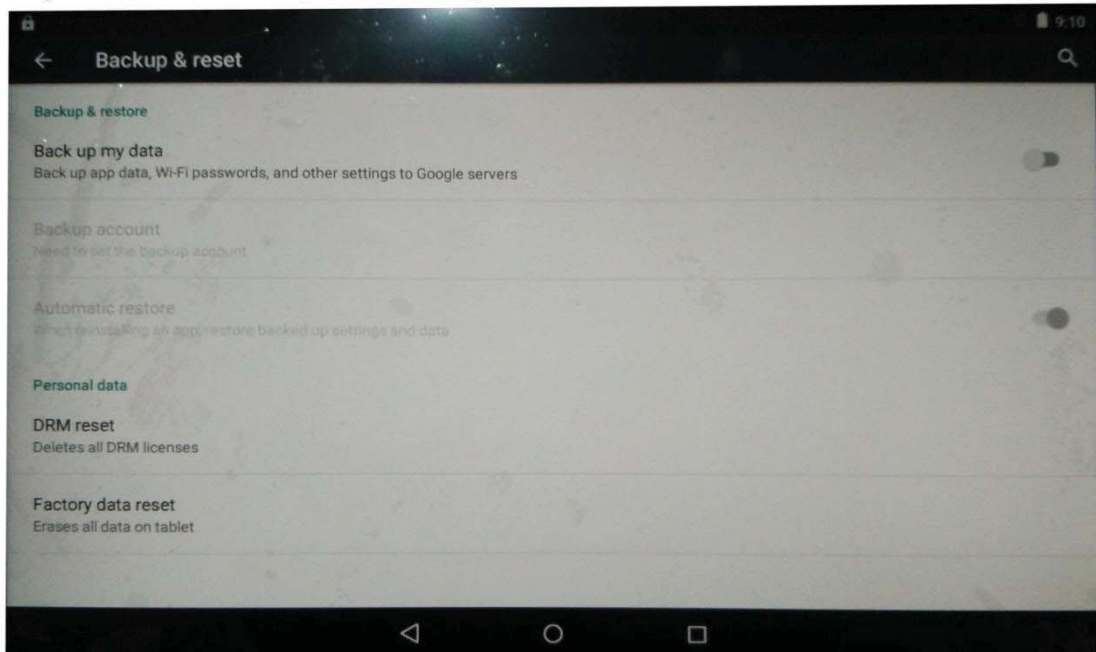 9:10
Backup & reset
Backup & restore
Back up my data
Back up app data, Wi-Fi passwords, and other settings to Google servers
Backup account
Need to set the backup account
Automatic restore
When reinstalling an app, restore backed up settings and data
Personal data
DRM reset
Deletes all DRM licenses
Factory data reset
Erases all data on tablet